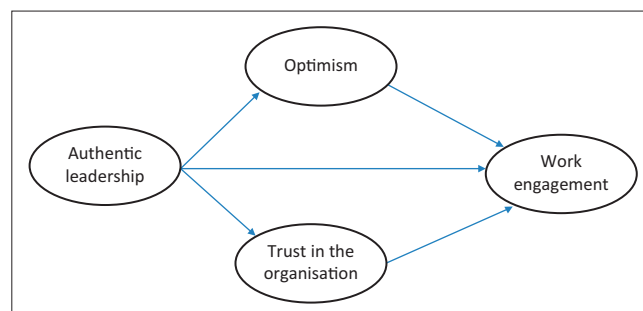 Optimism
Authentic
leadership
Work
engagement
Trust in the
organisation